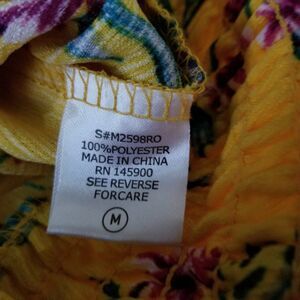 S#M2598RO
100%POLYESTER
MADE IN CHINA
RN 145900
SEE REVERSE
FORCARE
M